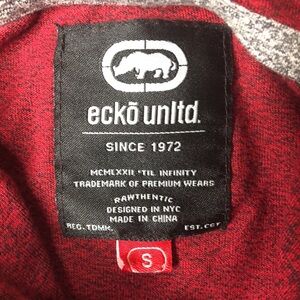 eckō unltd.
SINCE 1972
MCMLXXII 'TIL INFINITY
TRADEMARK OF PREMIUM WEARS
RAWTHENTIC
DESIGNED IN NYC
MADE IN CHINA
REG. TDMK. EST. CST
S